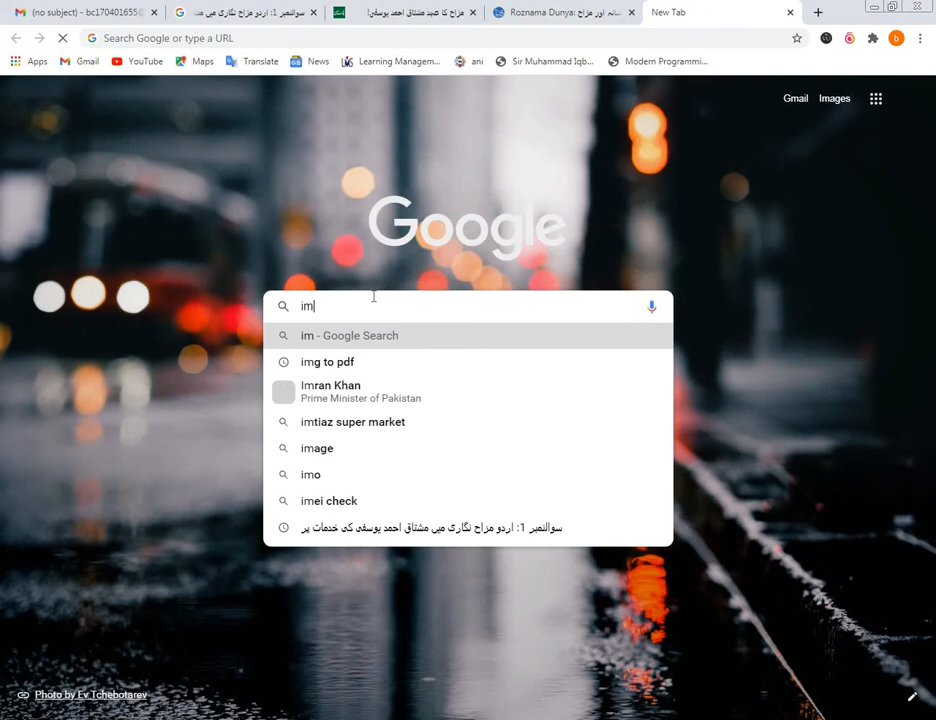 (no subject) - bc170401655@
سوالنمبر 1: اردو مزاح نگاری میں مشـ
مزاح کا عہد مشتاق احمد یوسفی!
Roznama Dunya: سانہ اور مزاح
New Tab
Search Google or type a URL
b
Apps
Gmail
YouTube
Maps
Translate
News
Learning Managem...
ani
Sir Muhammad Iqb...
Modern Programmi...
Gmail
Images
Google
im
im - Google Search
img to pdf
Imran Khan
Prime Minister of Pakistan
imtiaz super market
image
imo
imei check
سوالنمبر 1: اردو مزاح نگاری میں مشتاق احمد یوسفی کی خدمات پر
Photo by Ev Tchebotarev